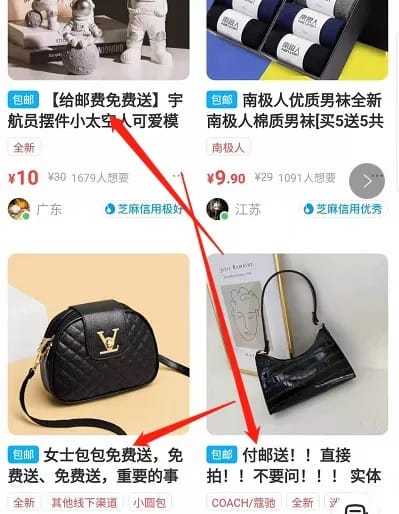 包邮 【给邮费免费送】宇
航员摆件小太空人可爱模
全新
¥10 ¥30 1679人想要
广东 芝麻信用极好
包邮 南极人优质男袜全新
南极人棉质男袜[买5送5共
南极人
¥9.90 ¥29 1091人想要
江苏 芝麻信用优秀
包邮 女士包包免费送，免
费送、免费送，重要的事
全新 其他线下渠道 小圆包
包邮 付邮送！！直接
拍！！不要问！！！ 实体
COACH/蔻驰 全新